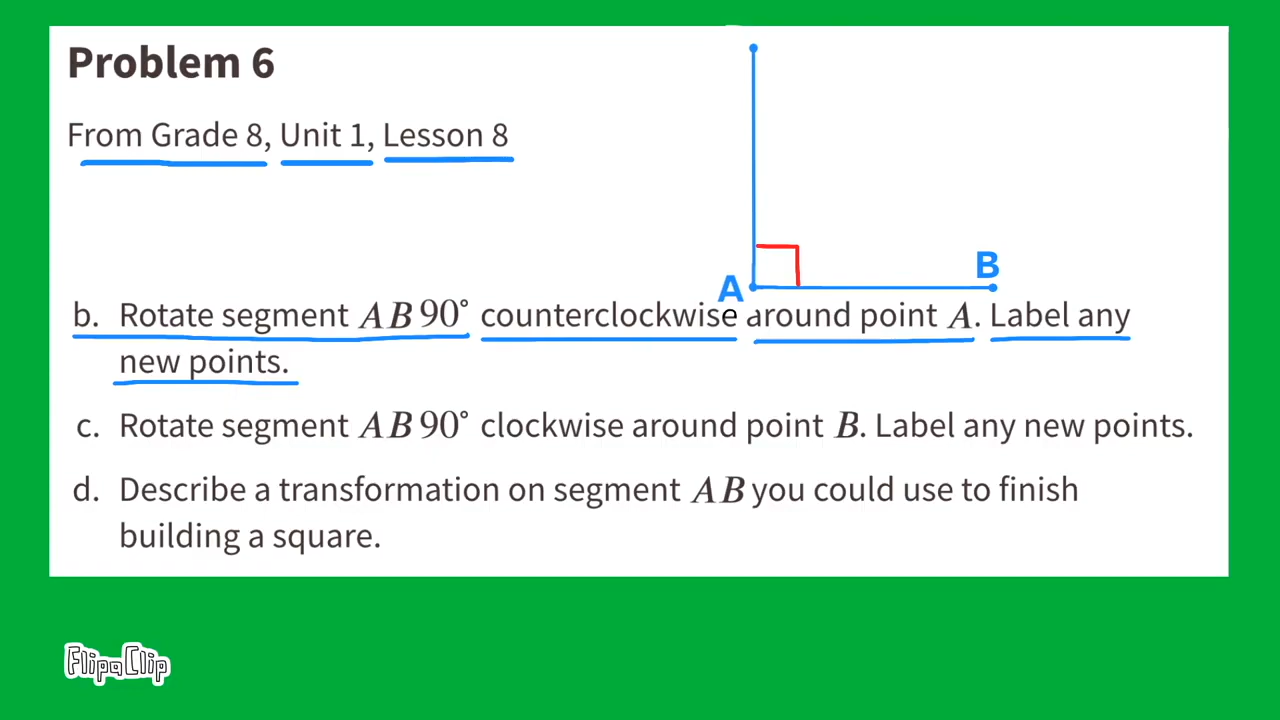 Problem 6
From Grade 8, Unit 1, Lesson 8
A
B
b. Rotate segment AB 90° counterclockwise around point A. Label any
new points.
c. Rotate segment AB 90° clockwise around point B. Label any new points.
d. Describe a transformation on segment AB you could use to finish
building a square.
FlipaClip